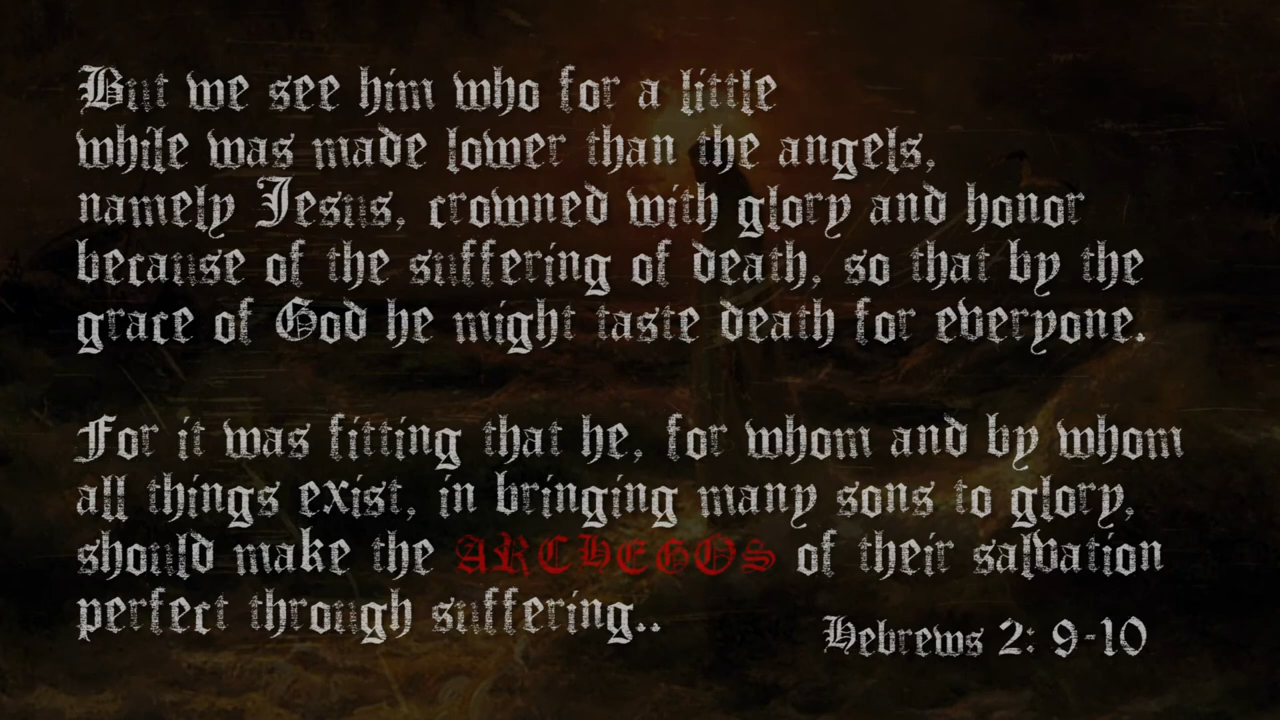 But we see him who for a little
while was made lower than the angels,
namely Jesus, crowned with glory and honor
because of the suffering of death, so that by the
grace of God he might taste death for everyone.
For it was fitting that he, for whom and by whom
all things exist, in bringing many sons to glory,
should make the ARCHEGOS of their salvation
perfect through suffering..
Hebrews 2: 9-10